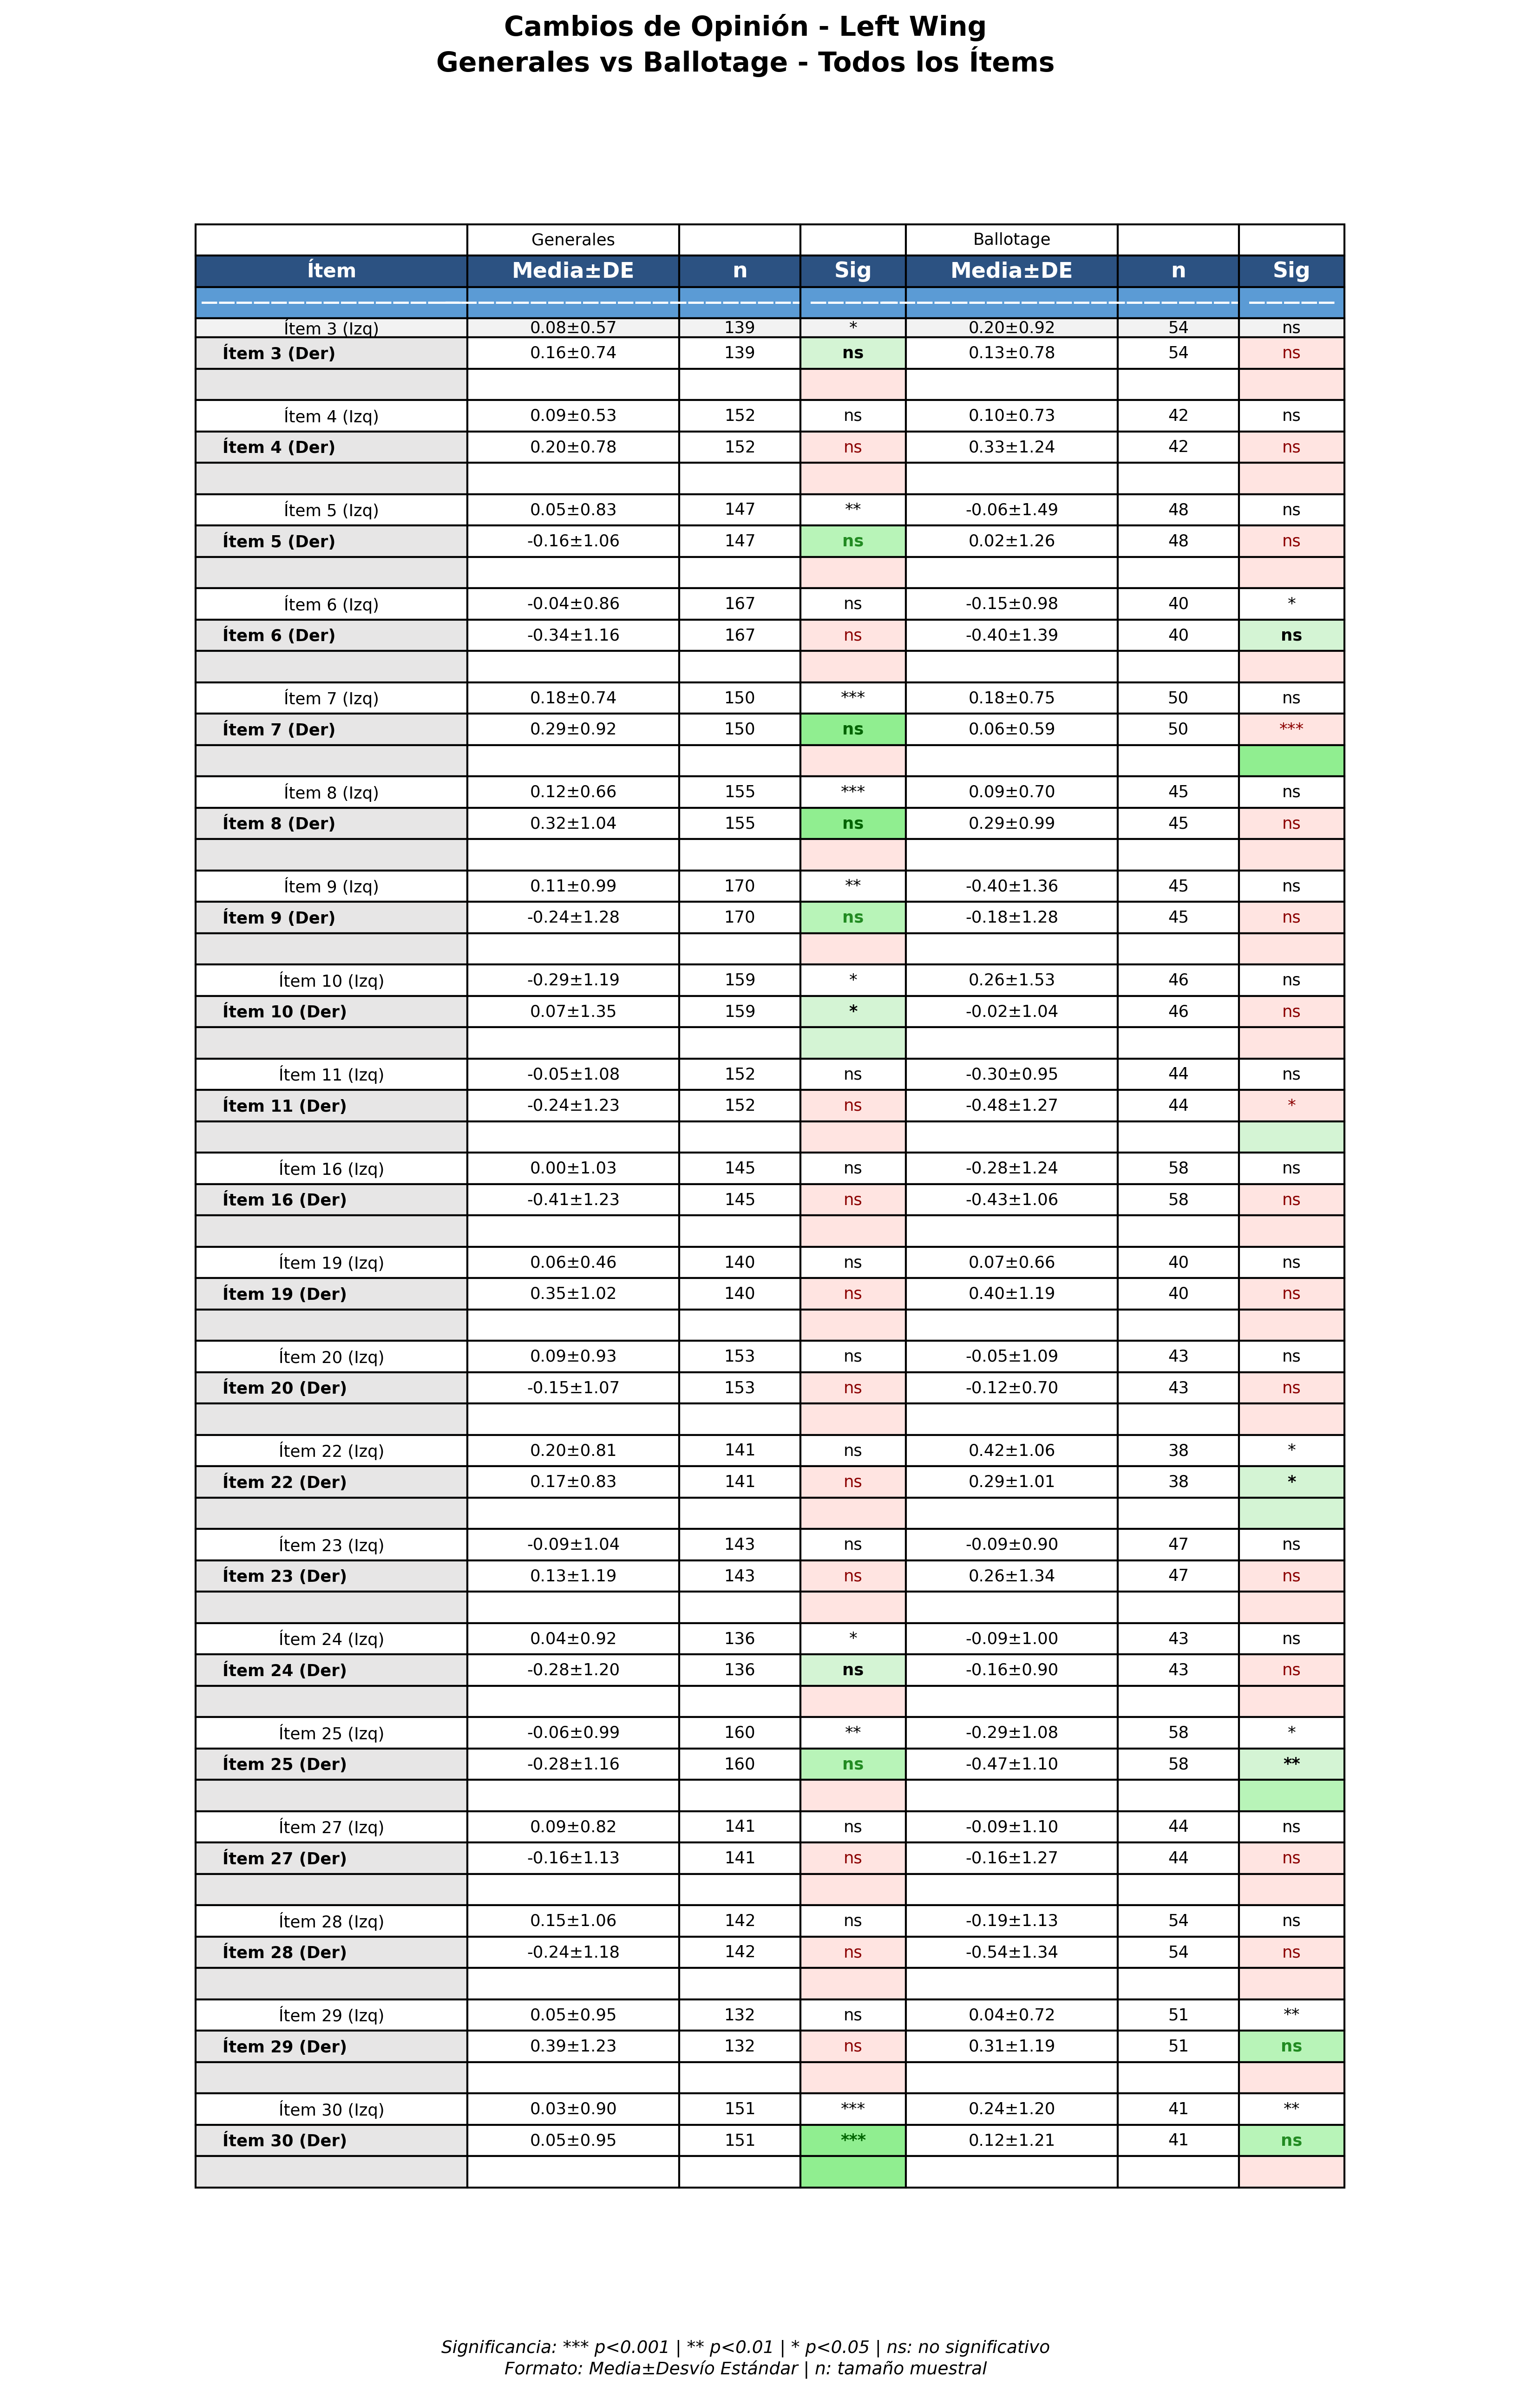 Cambios de Opinión - Left Wing
Generales vs Ballotage - Todos los Ítems
Generales Ballotage
Ítem Media±DE n Sig Media±DE n Sig
Ítem 3 (Izq) 0.08±0.57 139 * 0.20±0.92 54 ns
Ítem 3 (Der) 0.16±0.74 139 ns 0.13±0.78 54 ns
Ítem 4 (Izq) 0.09±0.53 152 ns 0.10±0.73 42 ns
Ítem 4 (Der) 0.20±0.78 152 ns 0.33±1.24 42 ns
Ítem 5 (Izq) 0.05±0.83 147 ** -0.06±1.49 48 ns
Ítem 5 (Der) -0.16±1.06 147 ns 0.02±1.26 48 ns
Ítem 6 (Izq) -0.04±0.86 167 ns -0.15±0.98 40 *
Ítem 6 (Der) -0.34±1.16 167 ns -0.40±1.39 40 ns
Ítem 7 (Izq) 0.18±0.74 150 *** 0.18±0.75 50 ns
Ítem 7 (Der) 0.29±0.92 150 ns 0.06±0.59 50 ***
Ítem 8 (Izq) 0.12±0.66 155 *** 0.09±0.70 45 ns
Ítem 8 (Der) 0.32±1.04 155 ns 0.29±0.99 45 ns
Ítem 9 (Izq) 0.11±0.99 170 ** -0.40±1.36 45 ns
Ítem 9 (Der) -0.24±1.28 170 ns -0.18±1.28 45 ns
Ítem 10 (Izq) -0.29±1.19 159 * 0.26±1.53 46 ns
Ítem 10 (Der) 0.07±1.35 159 * -0.02±1.04 46 ns
Ítem 11 (Izq) -0.05±1.08 152 ns -0.30±0.95 44 ns
Ítem 11 (Der) -0.24±1.23 152 ns -0.48±1.27 44 *
Ítem 16 (Izq) 0.00±1.03 145 ns -0.28±1.24 58 ns
Ítem 16 (Der) -0.41±1.23 145 ns -0.43±1.06 58 ns
Ítem 19 (Izq) 0.06±0.46 140 ns 0.07±0.66 40 ns
Ítem 19 (Der) 0.35±1.02 140 ns 0.40±1.19 40 ns
Ítem 20 (Izq) 0.09±0.93 153 ns -0.05±1.09 43 ns
Ítem 20 (Der) -0.15±1.07 153 ns -0.12±0.70 43 ns
Ítem 22 (Izq) 0.20±0.81 141 ns 0.42±1.06 38 *
Ítem 22 (Der) 0.17±0.83 141 ns 0.29±1.01 38 *
Ítem 23 (Izq) -0.09±1.04 143 ns -0.09±0.90 47 ns
Ítem 23 (Der) 0.13±1.19 143 ns 0.26±1.34 47 ns
Ítem 24 (Izq) 0.04±0.92 136 * -0.09±1.00 43 ns
Ítem 24 (Der) -0.28±1.20 136 ns -0.16±0.90 43 ns
Ítem 25 (Izq) -0.06±0.99 160 ** -0.29±1.08 58 *
Ítem 25 (Der) -0.28±1.16 160 ns -0.47±1.10 58 **
Ítem 27 (Izq) 0.09±0.82 141 ns -0.09±1.10 44 ns
Ítem 27 (Der) -0.16±1.13 141 ns -0.16±1.27 44 ns
Ítem 28 (Izq) 0.15±1.06 142 ns -0.19±1.13 54 ns
Ítem 28 (Der) -0.24±1.18 142 ns -0.54±1.34 54 ns
Ítem 29 (Izq) 0.05±0.95 132 ns 0.04±0.72 51 **
Ítem 29 (Der) 0.39±1.23 132 ns 0.31±1.19 51 ns
Ítem 30 (Izq) 0.03±0.90 151 *** 0.24±1.20 41 **
Ítem 30 (Der) 0.05±0.95 151 *** 0.12±1.21 41 ns
Significancia: *** p<0.001 | ** p<0.01 | * p<0.05 | ns: no significativo
Formato: Media±Desvío Estándar | n: tamaño muestral